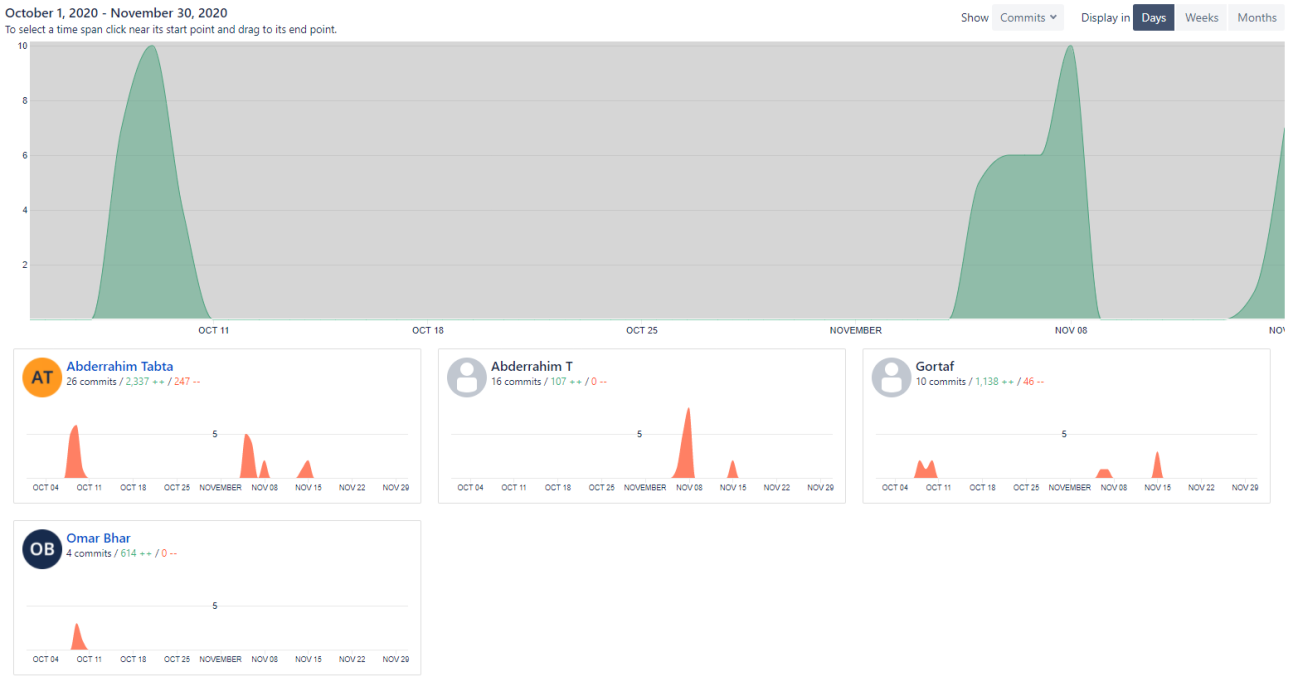 October 1, 2020 - November 30, 2020
To select a time span click near its start point and drag to its end point.
Show Commits Display in Days Weeks Months
10
8
6
4
2
OCT 11 OCT 18 OCT 25 NOVEMBER NOV 08 NOV
AT Abderrahim Tabta
26 commits / 2,337 ++ / 247 --
5
OCT 04 OCT 11 OCT 18 OCT 25 NOVEMBER NOV 08 NOV 15 NOV 22 NOV 29
Abderrahim T
16 commits / 107 ++ / 0 --
5
OCT 04 OCT 11 OCT 18 OCT 25 NOVEMBER NOV 08 NOV 15 NOV 22 NOV 29
Gortaf
10 commits / 1,138 ++ / 46 --
5
OCT 04 OCT 11 OCT 18 OCT 25 NOVEMBER NOV 08 NOV 15 NOV 22 NOV 29
OB Omar Bhar
4 commits / 614 ++ / 0 --
5
OCT 04 OCT 11 OCT 18 OCT 25 NOVEMBER NOV 08 NOV 15 NOV 22 NOV 29